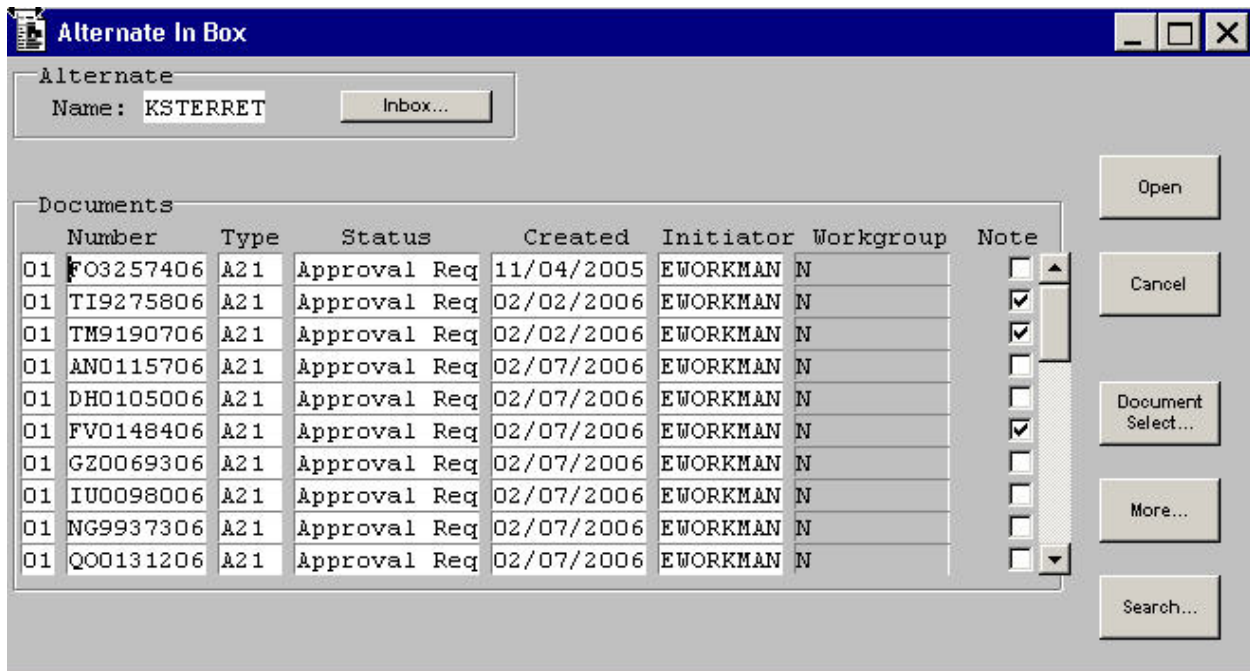 Alternate In Box
Alternate
Name: KSTERRET Inbox...
Open
Documents
Number Type Status Created Initiator Workgroup Note
01 FO3257406 A21 Approval Req 11/04/2005 EWORKMAN N
Cancel
01 TI9275806 A21 Approval Req 02/02/2006 EWORKMAN N
01 TM9190706 A21 Approval Req 02/02/2006 EWORKMAN N
01 AN0115706 A21 Approval Req 02/07/2006 EWORKMAN N
01 DH0105006 A21 Approval Req 02/07/2006 EWORKMAN N
Document
Select...
01 FV0148406 A21 Approval Req 02/07/2006 EWORKMAN N
01 GZ0069306 A21 Approval Req 02/07/2006 EWORKMAN N
01 IU0098006 A21 Approval Req 02/07/2006 EWORKMAN N
More...
01 NG9937306 A21 Approval Req 02/07/2006 EWORKMAN N
01 QO0131206 A21 Approval Req 02/07/2006 EWORKMAN N
Search...